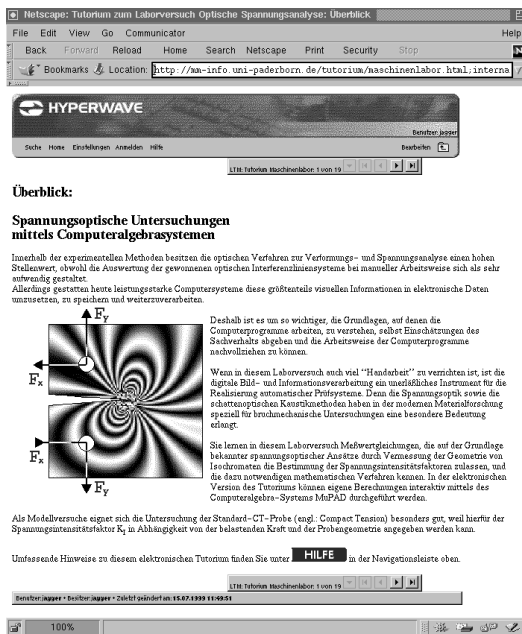 Netscape: Tutorium zum Laborversuch Optische Spannungsanalyse: Überblick
File Edit View Go Communicator Help
Back Forward Reload Home Search Netscape Print Security Stop N
Bookmarks Location: http://mm-info.uni-paderborn.de/tutorium/maschinenlabor.html;interna
HYPERWAVE
Benutzer: jagger
Suche Home Einstellungen Anmelden Hilfe Bearbeiten
LTM: Tutorium Maschinenlabor: 1 von 19
Überblick:
Spannungsoptische Untersuchungen
mittels Computeralgebrasystemen
Innerhalb der experimentellen Methoden besitzen die optischen Verfahren zur Verformungs- und Spannungsanalyse einen hohen
Stellenwert, obwohl die Auswertung der gewonnenen optischen Interferenzliniensysteme bei manueller Arbeitsweise sich als sehr
aufwendig gestaltet.
Allerdings gestatten heute leistungsstarke Computersysteme diese größtenteils visuellen Informationen in elektronische Daten
umzusetzen, zu speichern und weiterzuverarbeiten.
Fy
Fx
Fx
Fy
Deshalb ist es um so wichtiger, die Grundlagen, auf denen die
Computerprogramme arbeiten, zu verstehen, selbst Einschätzungen des
Sachverhalts abgeben und die Arbeitsweise der Computerprogramme
nachvollziehen zu können.
Wenn in diesem Laborversuch auch viel "Handarbeit" zu verrichten ist, ist die
digitale Bild- und Informationsverarbeitung ein unerläßliches Instrument für die
Realisierung automatischer Prüfsysteme. Denn die Spannungsoptik sowie die
schattenoptischen Kaustikmethoden haben in der modernen Materialforschung
speziell für bruchmechanische Untersuchungen eine besondere Bedeutung
erlangt.
Sie lernen in diesem Laborversuch Meßwertgleichungen, die auf der Grundlage
bekannter spannungsoptischer Ansätze durch Vermessung der Geometrie von
Isochromaten die Bestimmung der Spannungsintensitätsfaktoren zulassen, und
die dazu notwendigen mathematischen Verfahren kennen. In der elektronischen
Version des Tutoriums können eigene Berechnungen interaktiv mittels des
Computeralgebra-Systems MuPAD durchgeführt werden.
Als Modellversuche eignet sich die Untersuchung der Standard-CT-Probe (engl.: Compact Tension) besonders gut, weil hierfür der
Spannungsintensitätsfaktor K_I in Abhängigkeit von der belastenden Kraft und der Probengeometrie angegeben werden kann.
Umfassende Hinweise zu diesem elektronischen Tutorium finden Sie unter HILFE in der Navigationsleiste oben.
LTM: Tutorium Maschinenlabor: 1 von 19
Benutzer: jagger • Besitzer: jagger • Zuletzt geändert am: 15.07.1999 11:49:51
100%